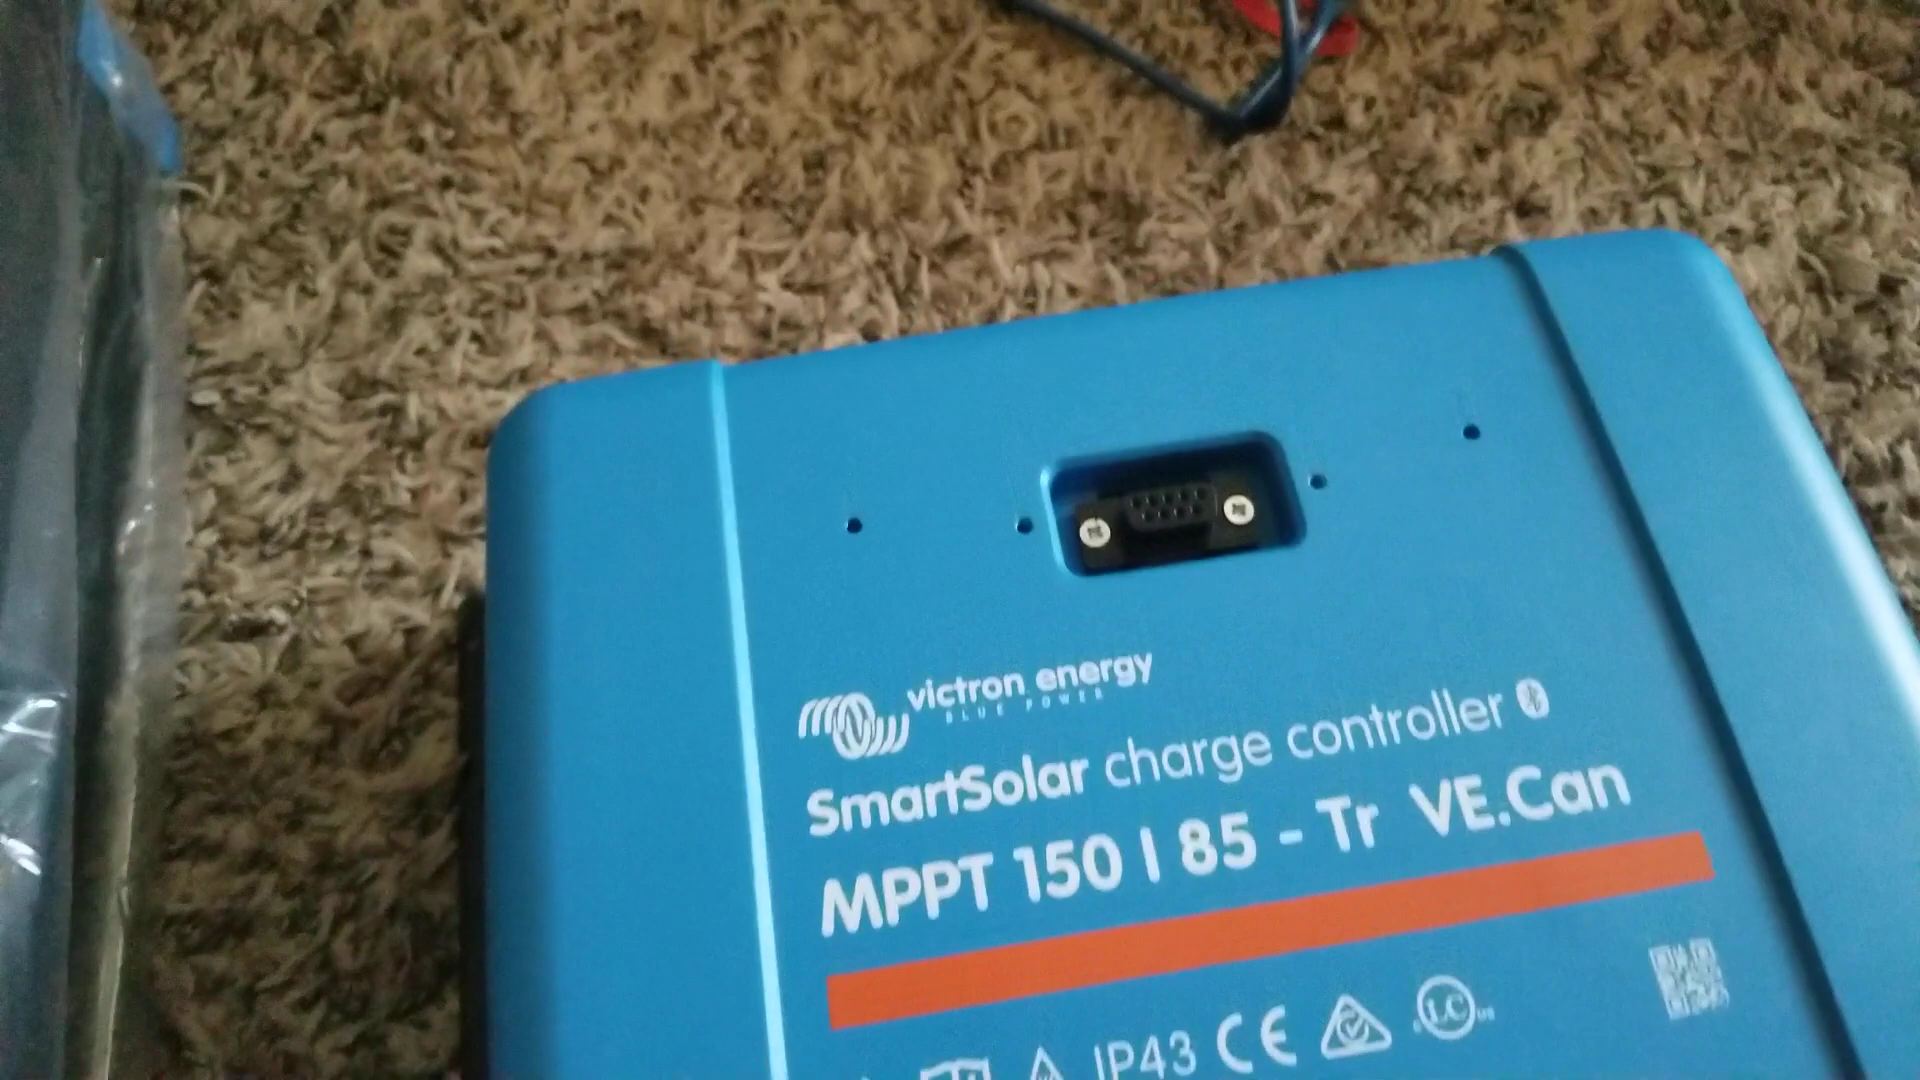 victron energy
BLUE POWER
SmartSolar charge controller
MPPT 150 | 85 - Tr VE.Can
IP43 CE